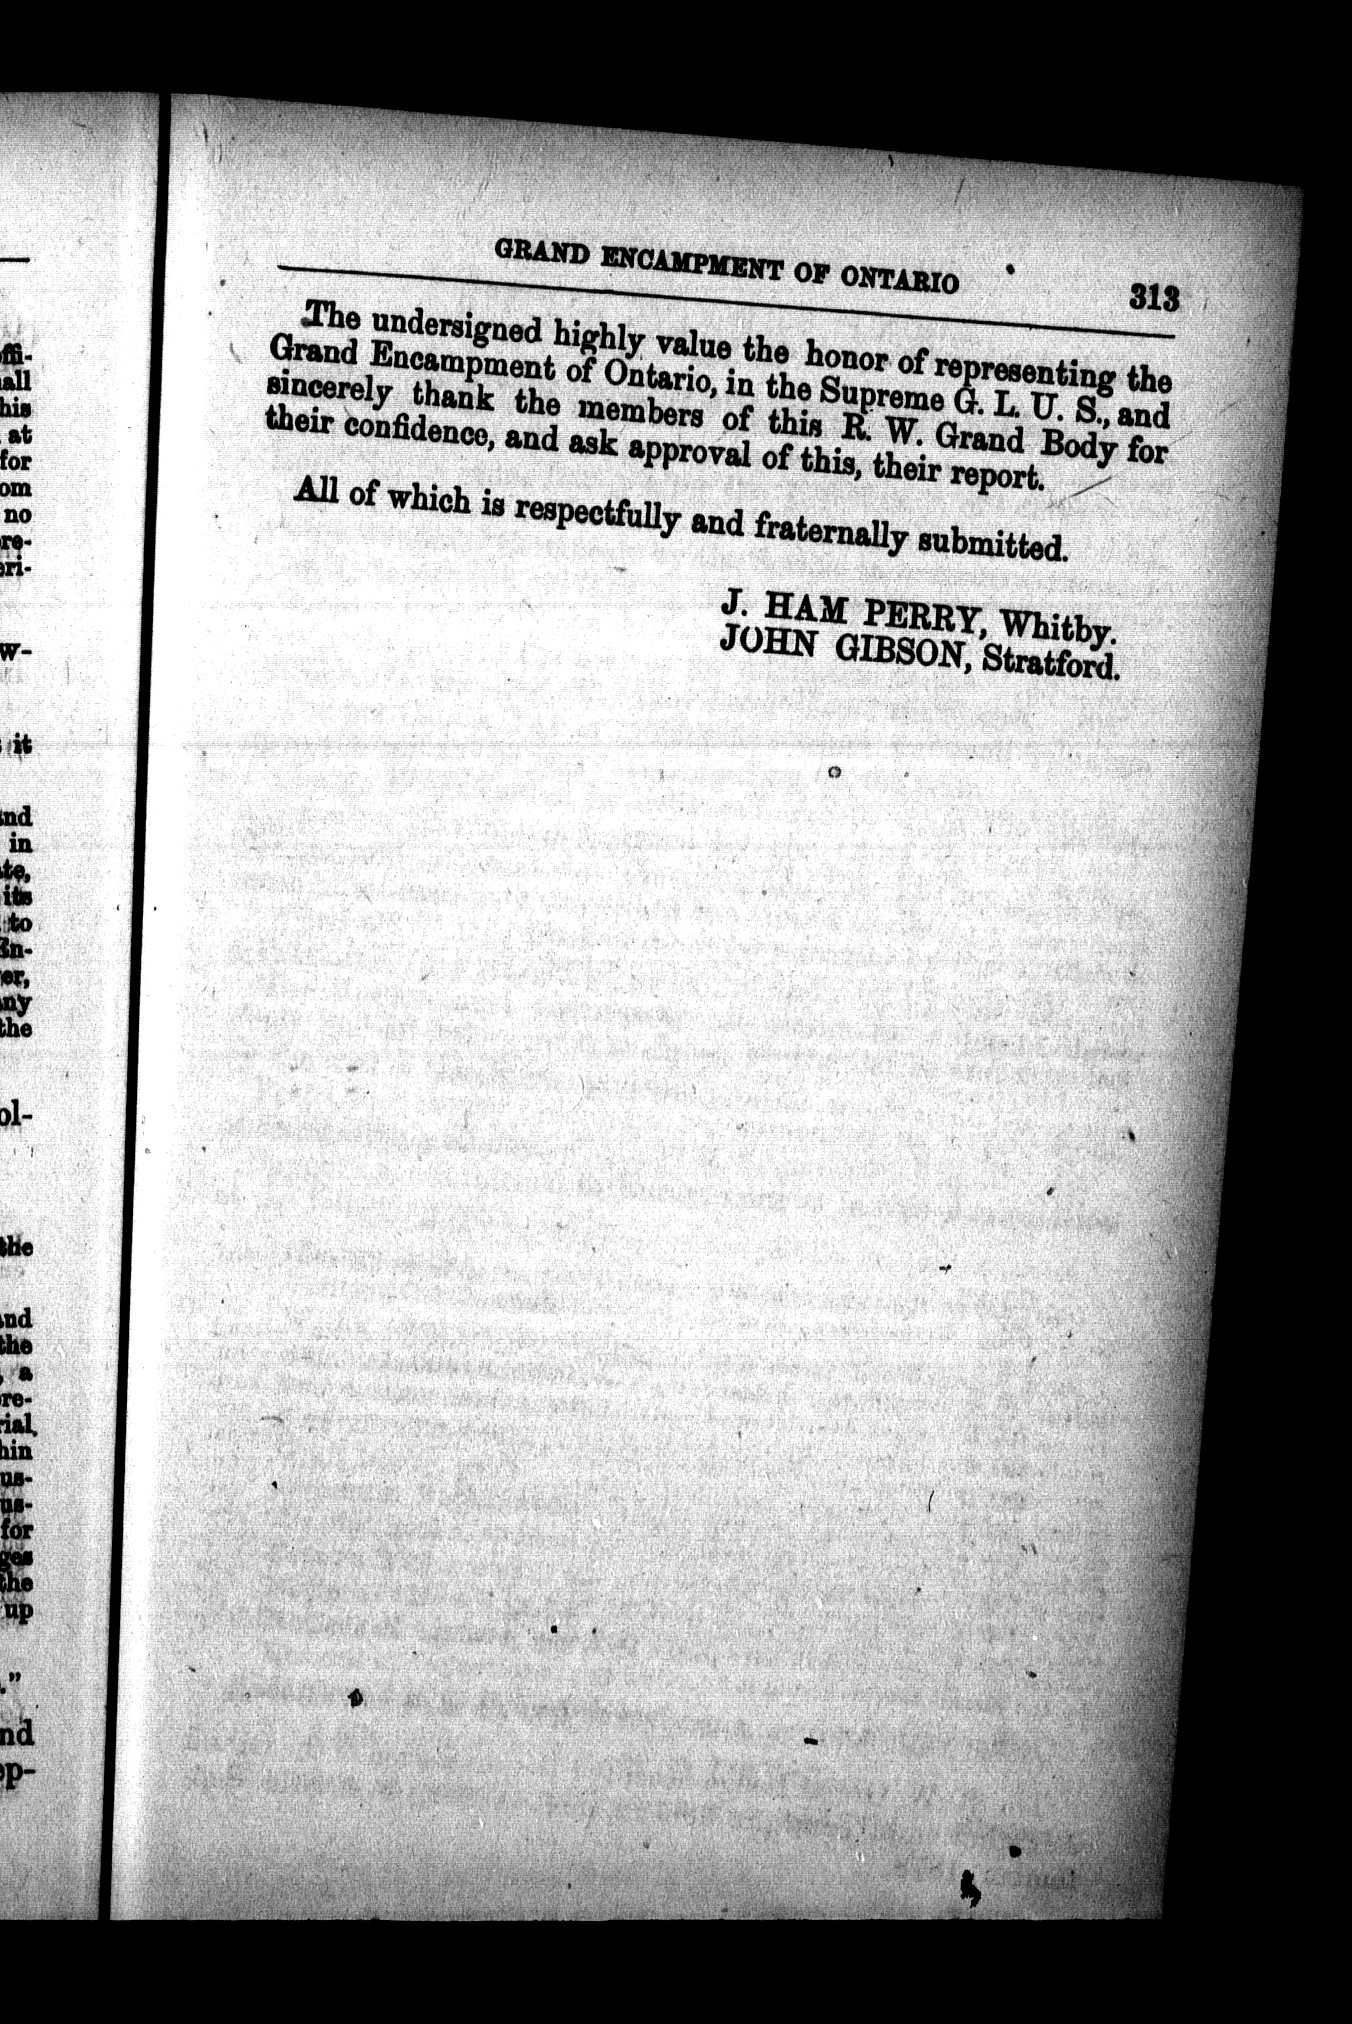 GRAND ENCAMPMENT OF ONTARIO 313
The undersigned highly value the honor of representing the
Grand Encampment of Ontario, in the Supreme G. L. U. S., and
sincerely thank the members of this R. W. Grand Body for
their confidence, and ask approval of this, their report.
All of which is respectfully and fraternally submitted.
J. HAM PERRY, Whitby.
JOHN GIBSON, Stratford.